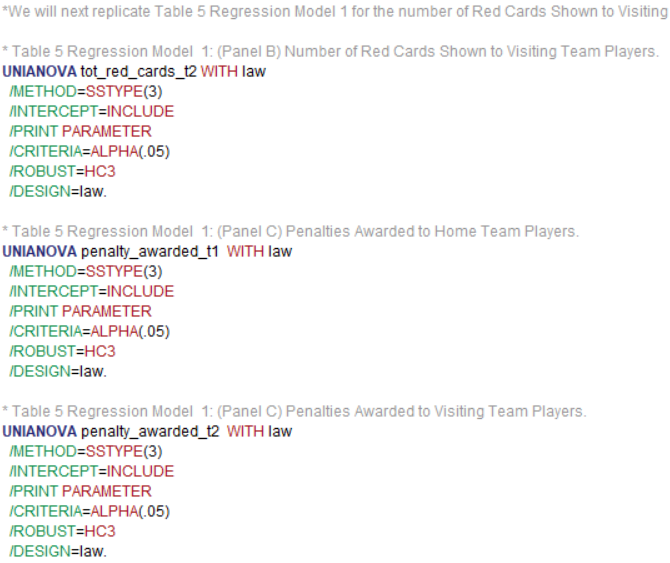 *We will next replicate Table 5 Regression Model 1 for the number of Red Cards Shown to Visiting
* Table 5 Regression Model 1: (Panel B) Number of Red Cards Shown to Visiting Team Players.
UNIANOVA tot_red_cards_t2 WITH law
/METHOD=SSTYPE(3)
/INTERCEPT=INCLUDE
/PRINT PARAMETER
/CRITERIA=ALPHA(.05)
/ROBUST=HC3
/DESIGN=law.
* Table 5 Regression Model 1: (Panel C) Penalties Awarded to Home Team Players.
UNIANOVA penalty_awarded_t1 WITH law
/METHOD=SSTYPE(3)
/INTERCEPT=INCLUDE
/PRINT PARAMETER
/CRITERIA=ALPHA(.05)
/ROBUST=HC3
/DESIGN=law.
* Table 5 Regression Model 1: (Panel C) Penalties Awarded to Visiting Team Players.
UNIANOVA penalty_awarded_t2 WITH law
/METHOD=SSTYPE(3)
/INTERCEPT=INCLUDE
/PRINT PARAMETER
/CRITERIA=ALPHA(.05)
/ROBUST=HC3
/DESIGN=law.